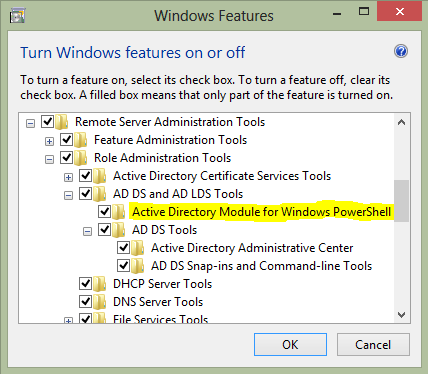 Windows Features
Turn Windows features on or off
To turn a feature on, select its check box. To turn a feature off, clear its
check box. A filled box means that only part of the feature is turned on.
Remote Server Administration Tools
Feature Administration Tools
Role Administration Tools
Active Directory Certificate Services Tools
AD DS and AD LDS Tools
Active Directory Module for Windows PowerShell
AD DS Tools
Active Directory Administrative Center
AD DS Snap-ins and Command-line Tools
DHCP Server Tools
DNS Server Tools
File Services Tools
OK Cancel